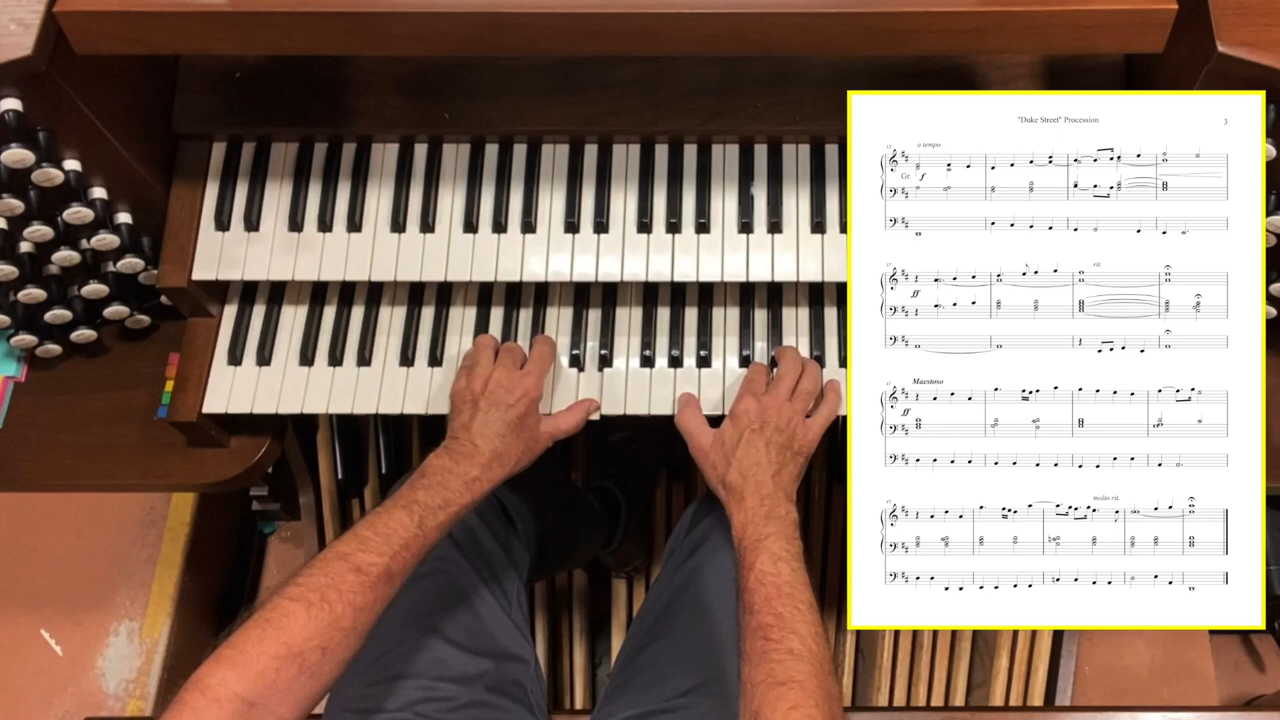 "Duke Street" Procession
3
a tempo
Gr.
f
rit.
ff
Maestoso
ff
molto rit.